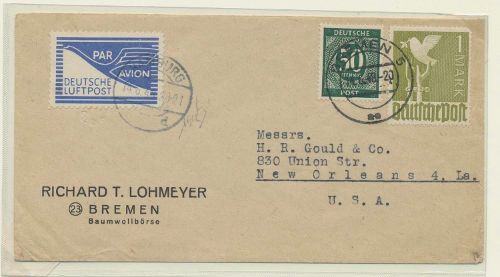 PAR
AVION
DEUTSCHE
LUFTPOST
DEUTSCHE
50
PFENNIG
POST
1 MARK
Deutsche Post
Messrs.
H. R. Gould & Co.
830 Union Str.
New Orleans 4, La.
U. S. A.
RICHARD T. LOHMEYER
23 BREMEN
Baumwollbörse